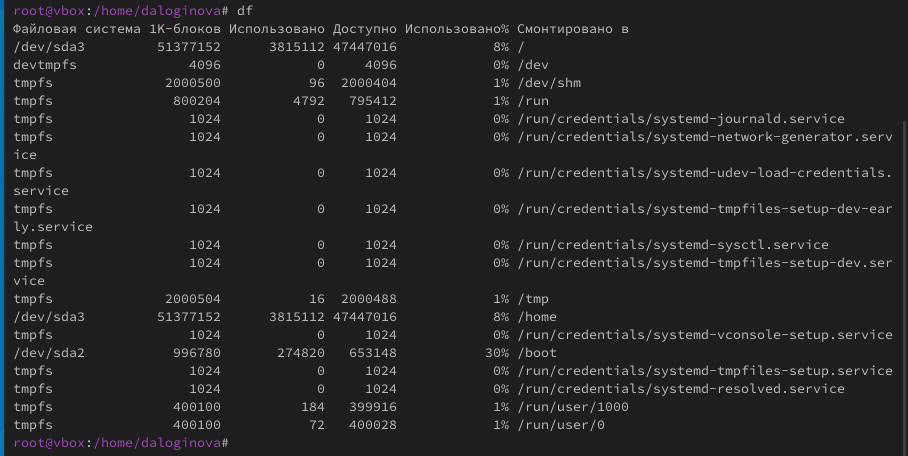 root@vbox:/home/daloginova# df
Файловая система 1K-блоков Использовано Доступно Использовано% Смонтировано в
/dev/sda3         51377152      3815112 47447016            8% /
devtmpfs              4096            0     4096            0% /dev
tmpfs              2000500           96  2000404            1% /dev/shm
tmpfs               800204         4792   795412            1% /run
tmpfs                 1024            0     1024            0% /run/credentials/systemd-journald.service
tmpfs                 1024            0     1024            0% /run/credentials/systemd-network-generator.serv
ice
tmpfs                 1024            0     1024            0% /run/credentials/systemd-udev-load-credentials.
service
tmpfs                 1024            0     1024            0% /run/credentials/systemd-tmpfiles-setup-dev-ear
ly.service
tmpfs                 1024            0     1024            0% /run/credentials/systemd-sysctl.service
tmpfs                 1024            0     1024            0% /run/credentials/systemd-tmpfiles-setup-dev.ser
vice
tmpfs              2000504           16  2000488            1% /tmp
/dev/sda3         51377152      3815112 47447016            8% /home
tmpfs                 1024            0     1024            0% /run/credentials/systemd-vconsole-setup.service
/dev/sda2           996780       274820   653148           30% /boot
tmpfs                 1024            0     1024            0% /run/credentials/systemd-tmpfiles-setup.service
tmpfs                 1024            0     1024            0% /run/credentials/systemd-resolved.service
tmpfs               400100          184   399916            1% /run/user/1000
tmpfs               400100           72   400028            1% /run/user/0
root@vbox:/home/daloginova#